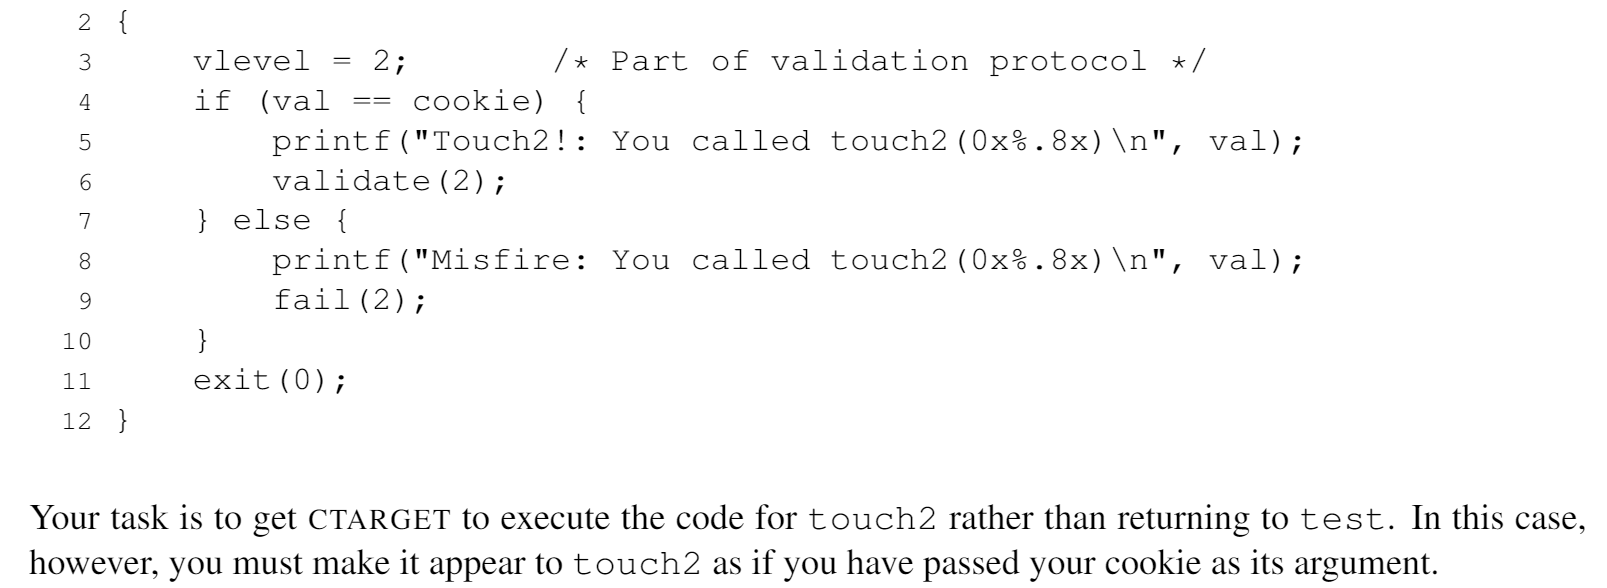 2 {
3     vlevel = 2;       /* Part of validation protocol */
4     if (val == cookie) {
5         printf("Touch2!: You called touch2(0x%.8x)\n", val);
6         validate(2);
7     } else {
8         printf("Misfire: You called touch2(0x%.8x)\n", val);
9         fail(2);
10     }
11     exit(0);
12 }
Your task is to get CTARGET to execute the code for touch2 rather than returning to test. In this case,
however, you must make it appear to touch2 as if you have passed your cookie as its argument.